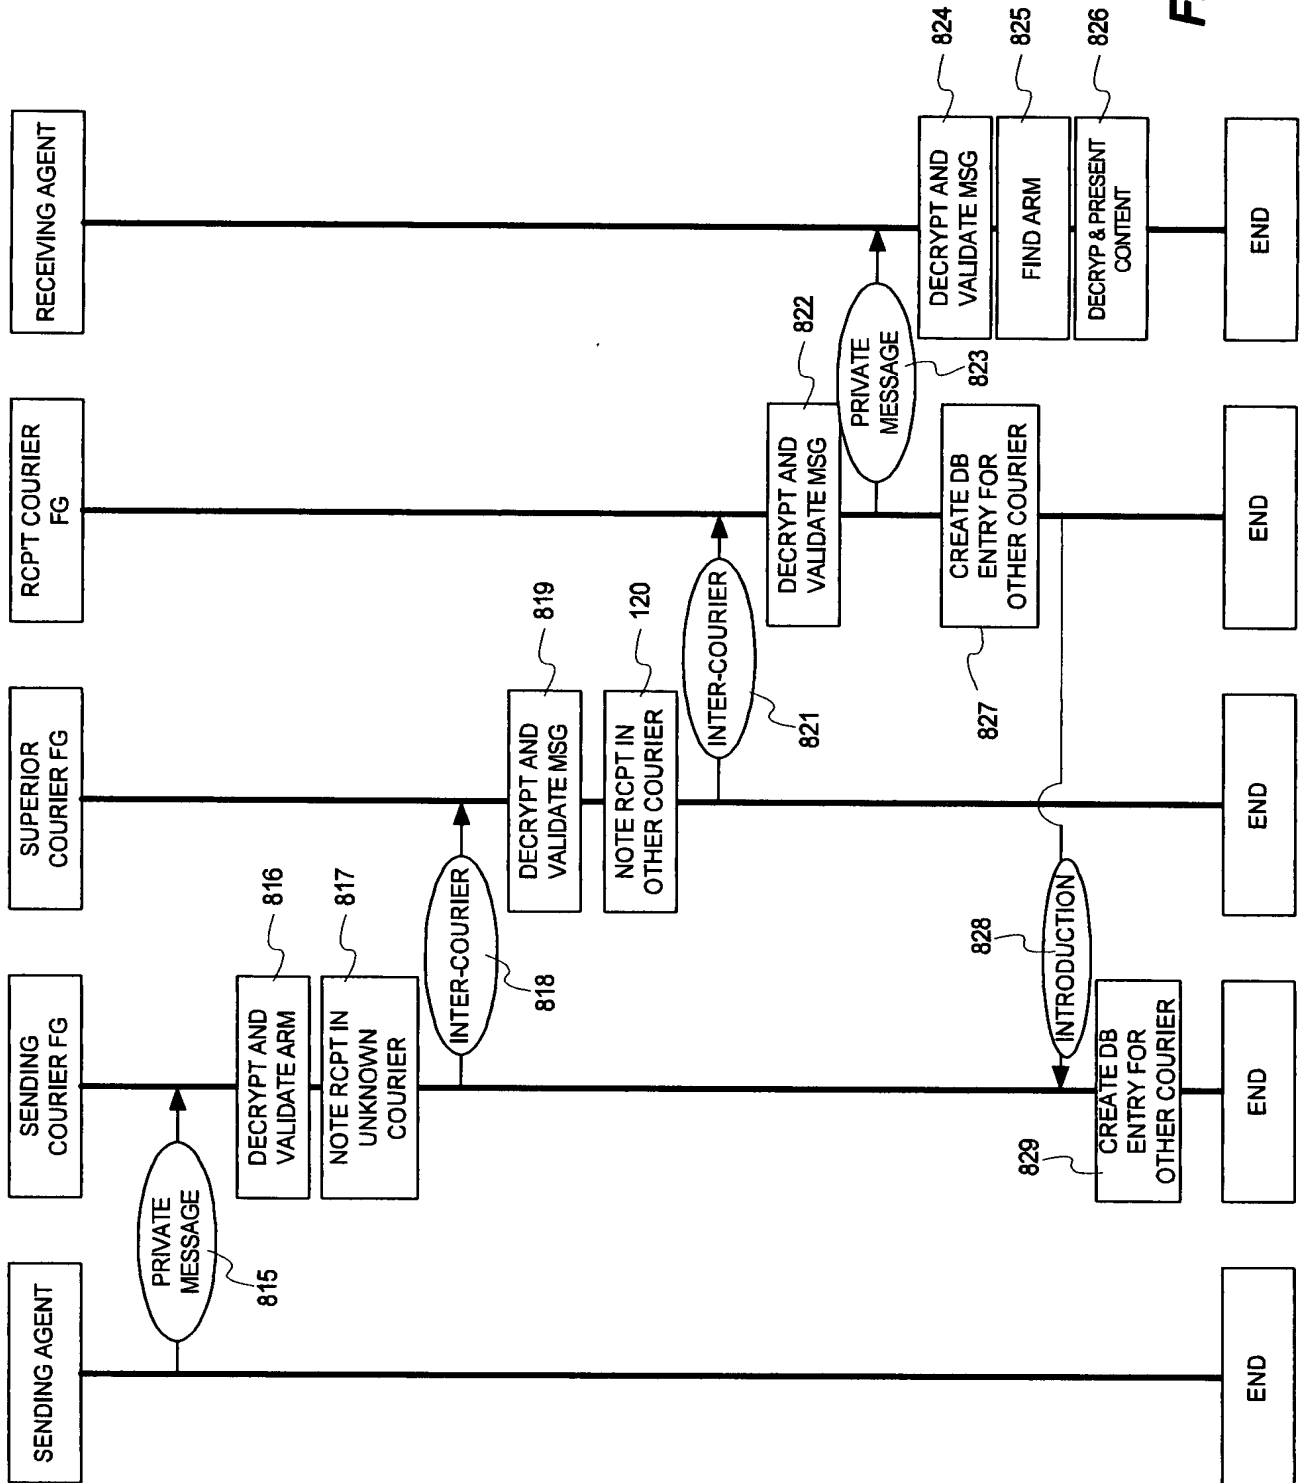 SENDING AGENT
SENDING
COURIER FG
SUPERIOR
COURIER FG
RCP'T COURIER
FG
RECEIVING AGENT
PRIVATE
MESSAGE
815
DECRYPT AND
VALIDATE ARM
816
NOTE RCPT IN
UNKNOWN
COURIER
817
INTER-COURIER
818
DECRYPT AND
VALIDATE MSG
819
NOTE RCPT IN
OTHER COURIER
120
INTER-COURIER
821
DECRYPT AND
VALIDATE MSG
822
PRIVATE
MESSAGE
823
DECRYPT AND
VALIDATE MSG
824
FIND ARM
825
DECRYP & PRESENT
CONTENT
826
CREATE DB
ENTRY FOR
OTHER COURIER
827
INTRODUCTION
828
CREATE DB
ENTRY FOR
OTHER COURIER
829
END
END
END
END
END